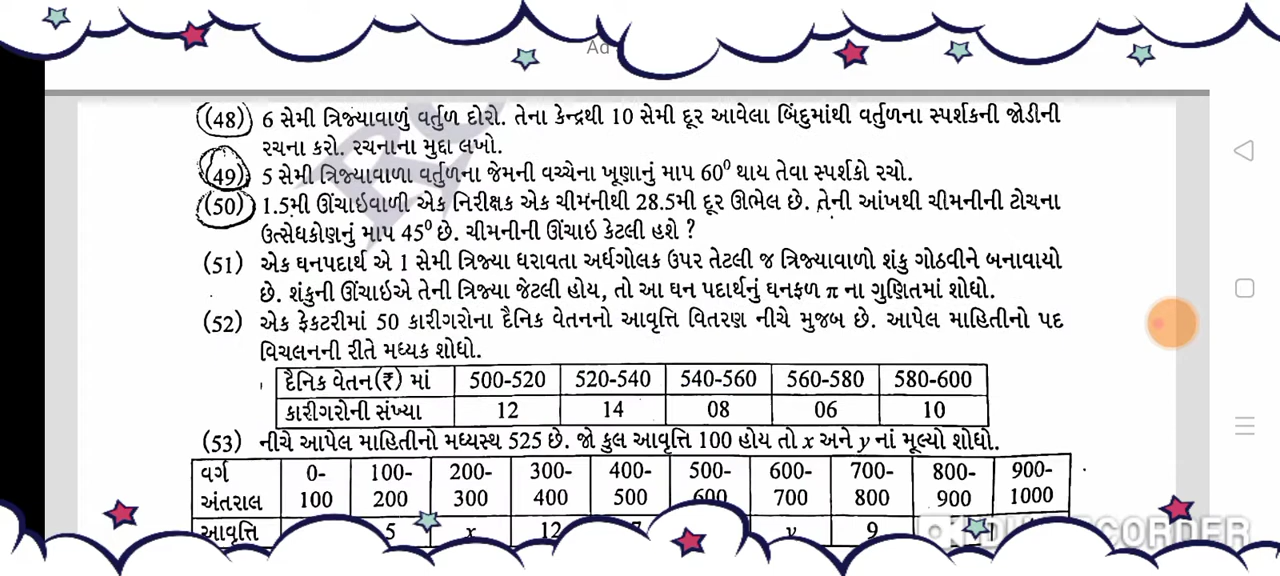 Ad
(48) 6 સેમી ત્રિજ્યાવાળું વર્તુળ દોરો. તેના કેન્દ્રથી 10 સેમી દૂર આવેલા બિંદુમાંથી વર્તુળના સ્પર્શકની જોડીની
રચના કરો. રચનાના મુદ્દા લખો.
(49) 5 સેમી ત્રિજ્યાવાળા વર્તુળના જેમની વચ્ચેના ખૂણાનું માપ 60⁰ થાય તેવા સ્પર્શકો રચો.
(50) 1.5મી ઊંચાઇવાળી એક નિરીક્ષક એક ચીમનીથી 28.5મી દૂર ઊભેલ છે. તેની આંખથી ચીમનીની ટોચના
ઉત્સેધકોણનું માપ 45⁰ છે. ચીમનીની ઊંચાઇ કેટલી હશે ?
(51) એક ઘનપદાર્થ એ 1 સેમી ત્રિજ્યા ધરાવતા અર્ધગોલક ઉપર તેટલી જ ત્રિજ્યાવાળો શંકુ ગોઠવીને બનાવાયો
છે. શંકુની ઊંચાઇએ તેની ત્રિજ્યા જેટલી હોય, તો આ ઘન પદાર્થનું ઘનફળ π ના ગુણિતમાં શોધો.
(52) એક ફેકટરીમાં 50 કારીગરોના દૈનિક વેતનનો આવૃત્તિ વિતરણ નીચે મુજબ છે. આપેલ માહિતીનો પદ
વિચલનની રીતે મધ્યક શોધો.
દૈનિક વેતન(₹) માં 500-520 520-540 540-560 560-580 580-600
કારીગરોની સંખ્યા 12 14 08 06 10
(53) નીચે આપેલ માહિતીનો મધ્યસ્થ 525 છે. જો કુલ આવૃત્તિ 100 હોય તો x અને y નાં મૂલ્યો શોધો.
વર્ગ 0- 100- 200- 300- 400- 500- 600- 700- 800- 900-
અંતરાલ 100 200 300 400 500 600 700 800 900 1000
આવૃત્તિ 5 x 12 y 9
RECORDER